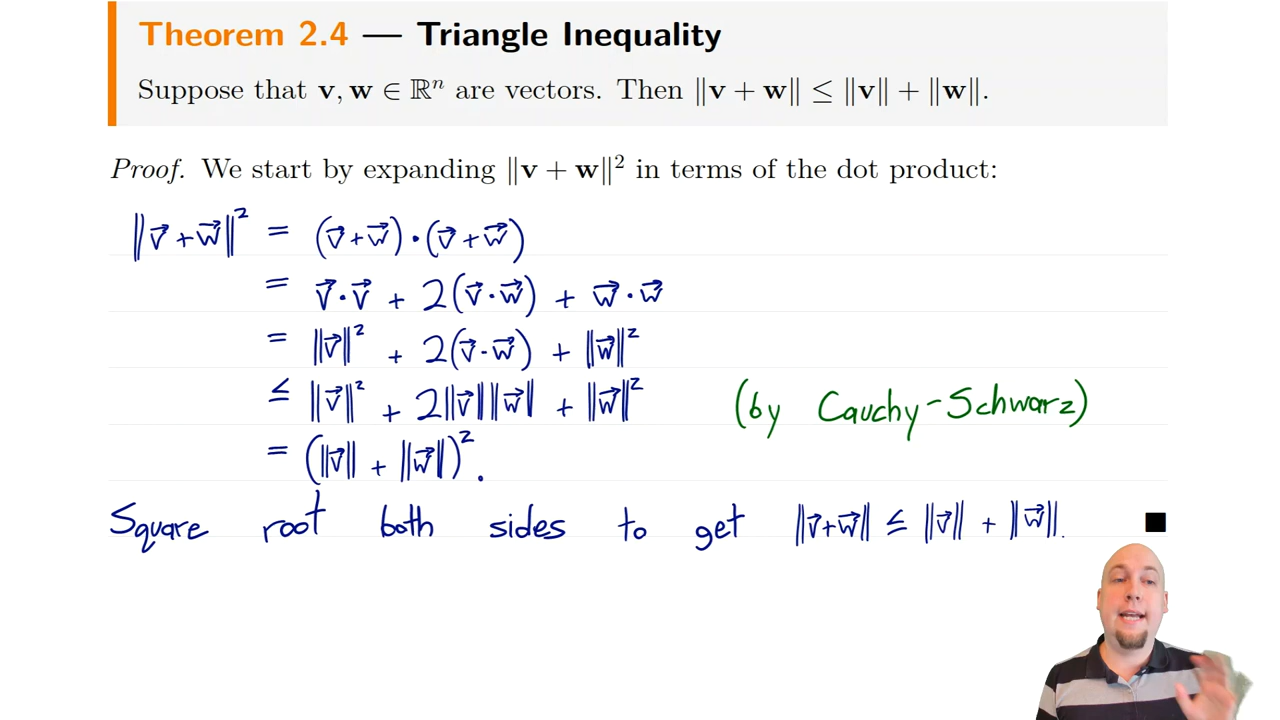 Theorem 2.4 — Triangle Inequality
Suppose that v, w ∈ ℝⁿ are vectors. Then ‖v + w‖ ≤ ‖v‖ + ‖w‖.
Proof. We start by expanding ‖v + w‖² in terms of the dot product:
‖v⃗ + w⃗‖² = (v⃗ + w⃗) · (v⃗ + w⃗)
= v⃗ · v⃗ + 2(v⃗ · w⃗) + w⃗ · w⃗
= ‖v⃗‖² + 2(v⃗ · w⃗) + ‖w⃗‖²
≤ ‖v⃗‖² + 2‖v⃗‖‖w⃗‖ + ‖w⃗‖² (by Cauchy-Schwarz)
= (‖v⃗‖ + ‖w⃗‖)².
Square root both sides to get ‖v⃗+w⃗‖ ≤ ‖v⃗‖ + ‖w⃗‖. ■